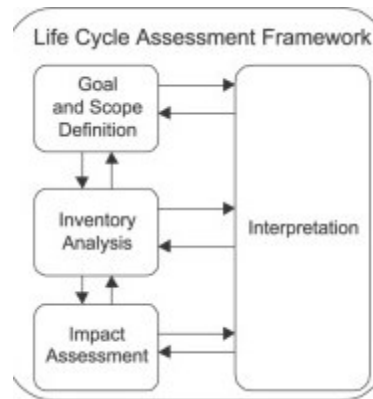 Life Cycle Assessment Framework
Goal
and Scope
Definition
Inventory
Analysis
Interpretation
Impact
Assessment